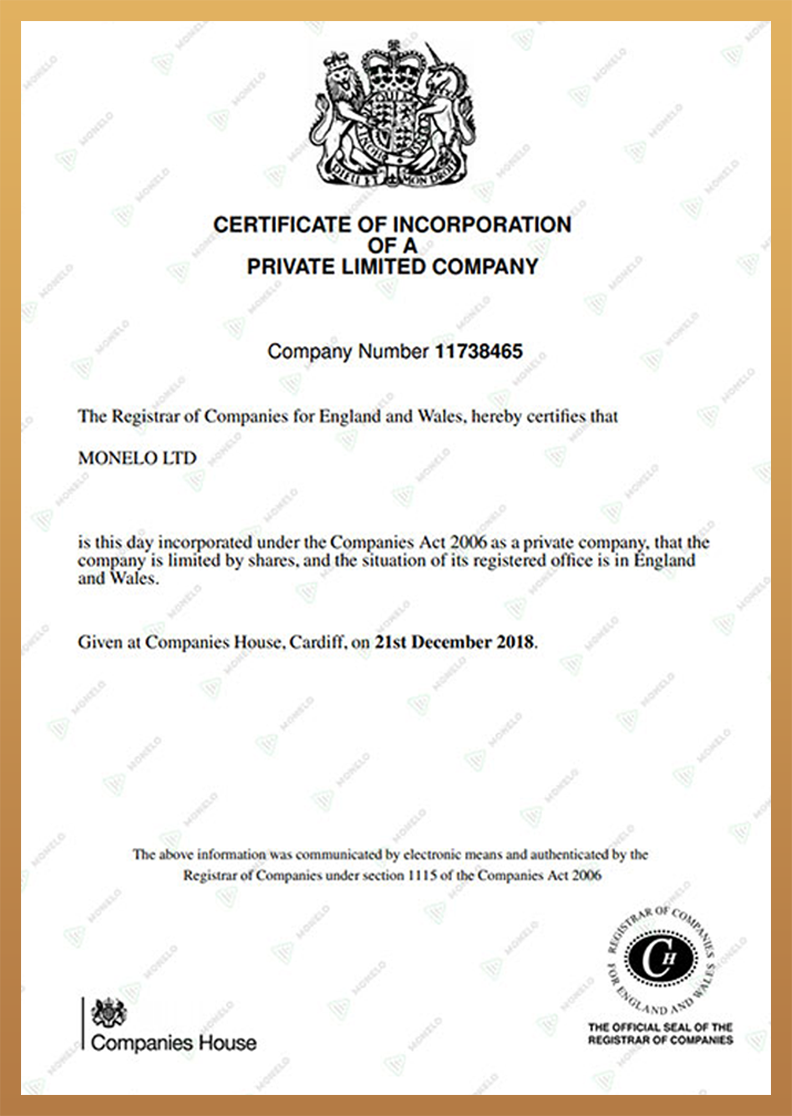 DIEU ET MON DROIT
CERTIFICATE OF INCORPORATION
OF A
PRIVATE LIMITED COMPANY
Company Number 11738465
The Registrar of Companies for England and Wales, hereby certifies that
MONELO LTD
is this day incorporated under the Companies Act 2006 as a private company, that the
company is limited by shares, and the situation of its registered office is in England
and Wales.
Given at Companies House, Cardiff, on 21st December 2018.
The above information was communicated by electronic means and authenticated by the
Registrar of Companies under section 1115 of the Companies Act 2006
REGISTRAR OF COMPANIES
FOR ENGLAND AND WALES
CH
THE OFFICIAL SEAL OF THE
REGISTRAR OF COMPANIES
Companies House
MONELO